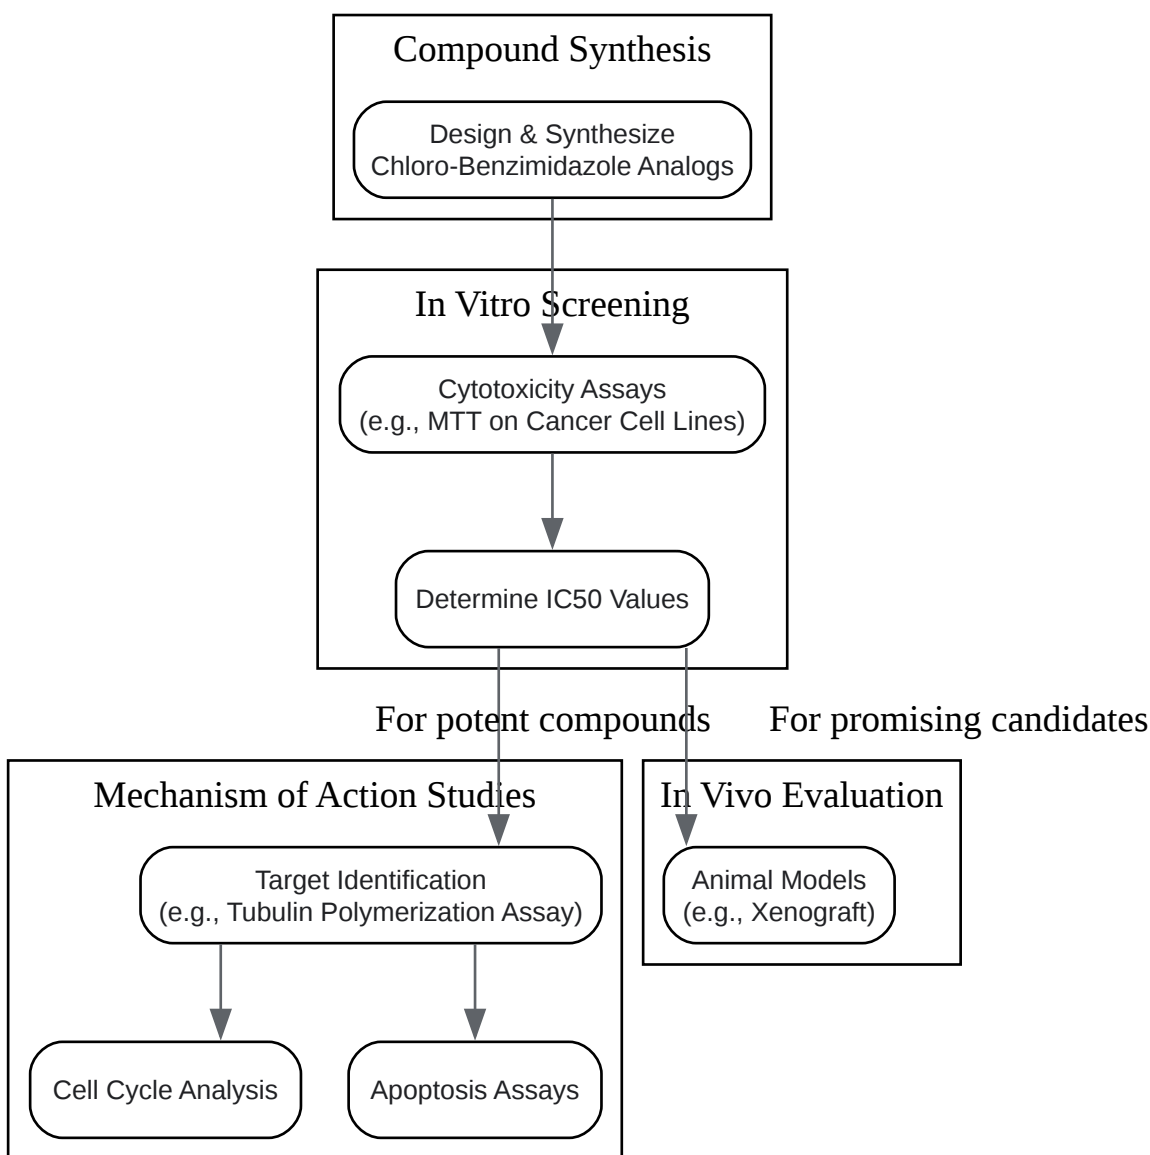 Compound Synthesis
Design & Synthesize
Chloro-Benzimidazole Analogs
In Vitro Screening
Cytotoxicity Assays
(e.g., MTT on Cancer Cell Lines)
Determine IC50 Values
For potent compounds
For promising candidates
Mechanism of Action Studies
Target Identification
(e.g., Tubulin Polymerization Assay)
Cell Cycle Analysis
Apoptosis Assays
In Vivo Evaluation
Animal Models
(e.g., Xenograft)